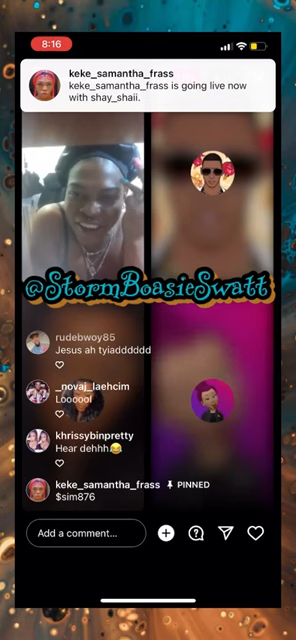 8:16
keke_samantha_frass
keke_samantha_frass is going live now
with shay_shaii.
@StormBoasieSwatt
rudebwoy85
Jesus ah tyiadddddd
_novaj_laehcim
Loooool
khrissybinpretty
Hear dehhh😂
keke_samantha_frass PINNED
$sim876
Add a comment...